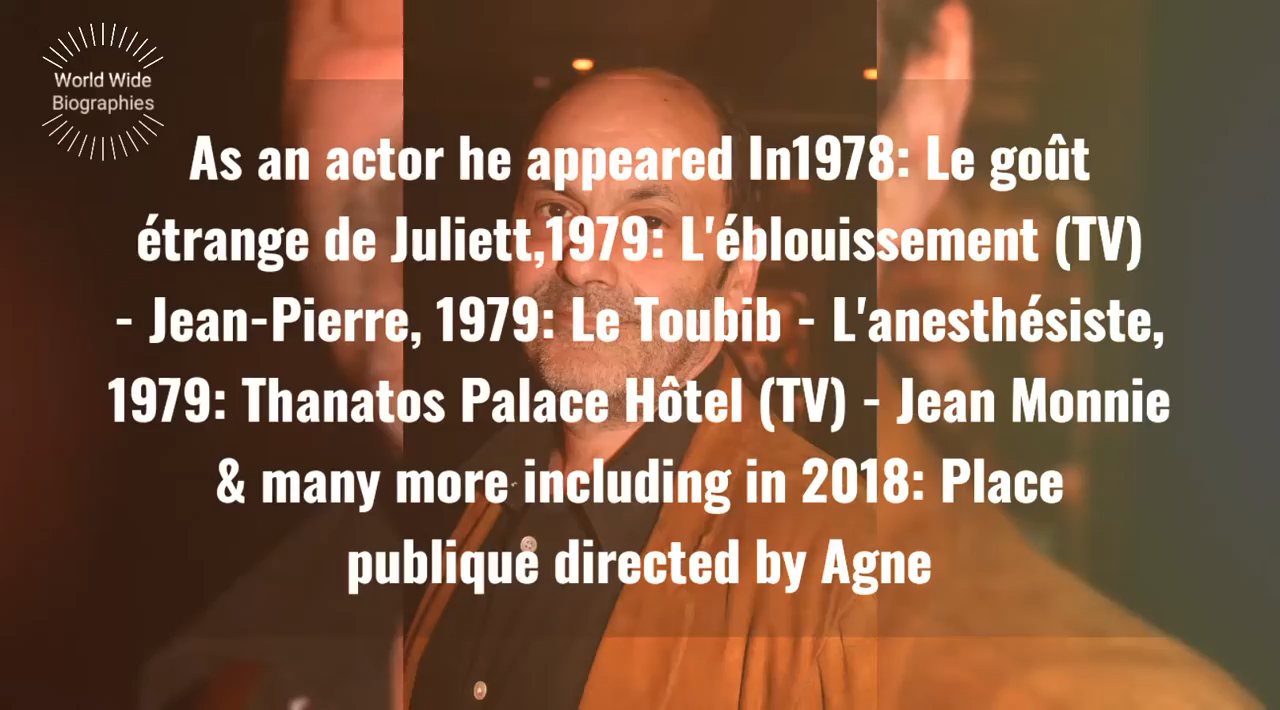 World Wide
Biographies
As an actor he appeared In1978: Le goût
étrange de Juliett,1979: L'éblouissement (TV)
- Jean-Pierre, 1979: Le Toubib - L'anesthésiste,
1979: Thanatos Palace Hôtel (TV) - Jean Monnie
& many more including in 2018: Place
publique directed by Agne